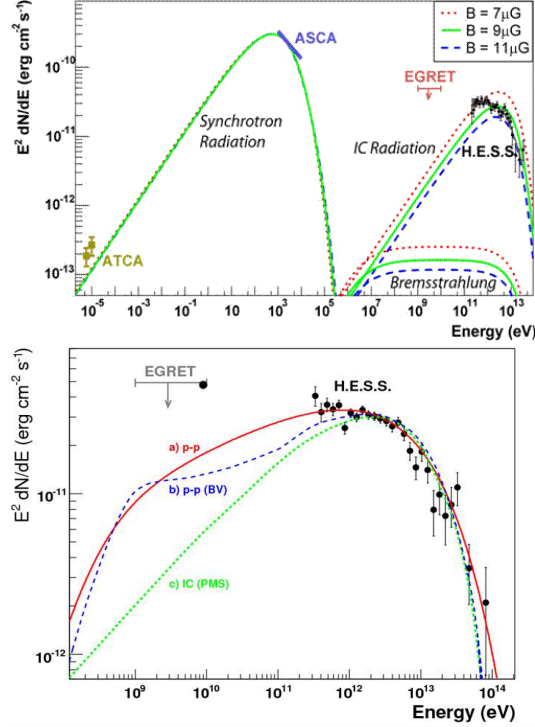 E² dN/dE (erg cm⁻² s⁻¹)
10⁻¹⁰
10⁻¹¹
10⁻¹²
10⁻¹³
B = 7μG
B = 9μG
B = 11μG
ASCA
EGRET
Synchrotron
Radiation
IC Radiation
H.E.S.S.
ATCA
Bremsstrahlung
10⁻⁵ 10⁻³ 10⁻¹ 10 10³ 10⁵ 10⁷ 10⁹ 10¹¹ 10¹³
Energy (eV)
E² dN/dE (erg cm⁻² s⁻¹)
10⁻¹¹
10⁻¹²
EGRET
H.E.S.S.
a) p-p
b) p-p (BV)
c) IC (PMS)
10⁹ 10¹⁰ 10¹¹ 10¹² 10¹³ 10¹⁴
Energy (eV)